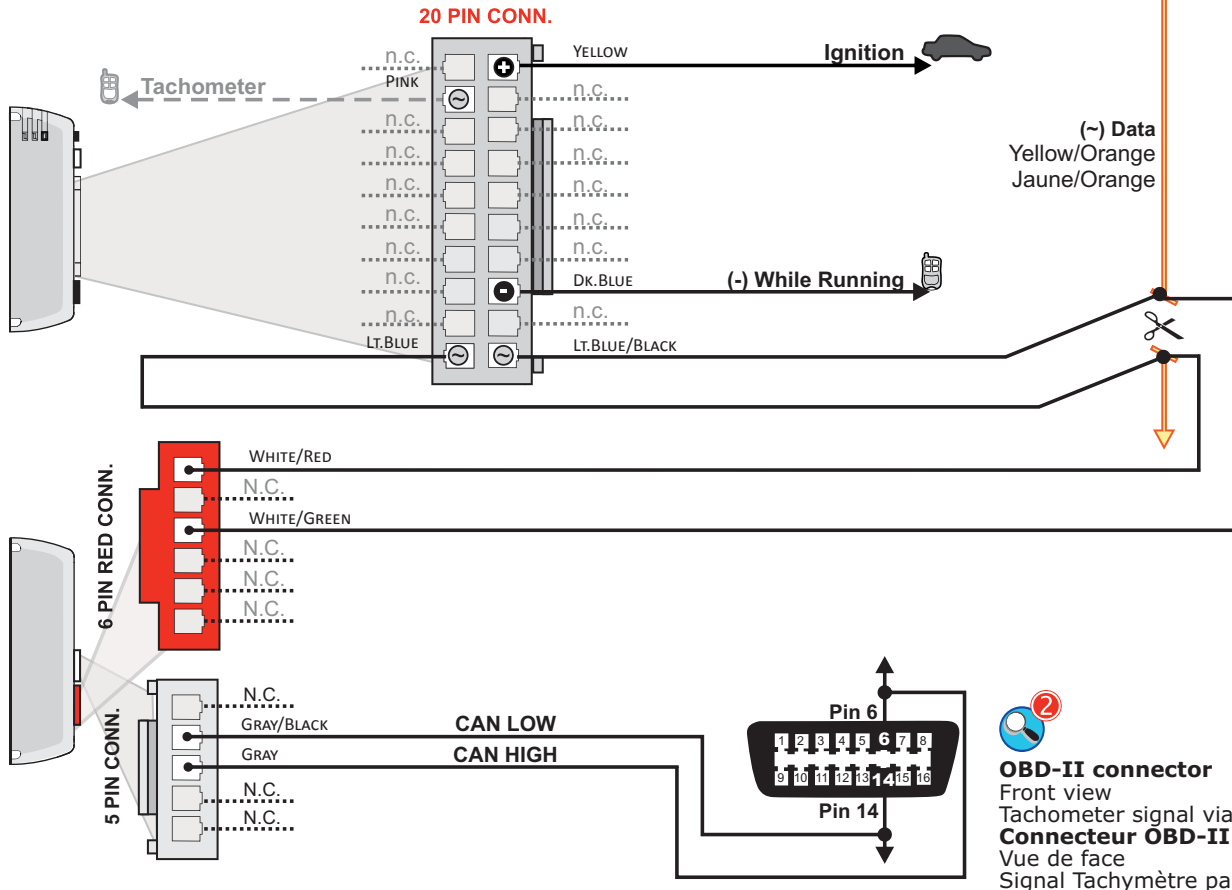 20 PIN CONN.
n.c.
YELLOW
Ignition
PINK
Tachometer
n.c.
n.c.
n.c.
n.c.
n.c.
n.c.
n.c.
n.c.
n.c.
n.c.
n.c.
n.c.
DK.BLUE
(-) While Running
n.c.
n.c.
LT.BLUE
LT.BLUE/BLACK
(~) Data
Yellow/Orange
Jaune/Orange
6 PIN RED CONN.
WHITE/RED
N.C.
WHITE/GREEN
N.C.
N.C.
N.C.
5 PIN CONN.
N.C.
GRAY/BLACK
CAN LOW
GRAY
CAN HIGH
N.C.
N.C.
Pin 6
1 2 3 4 5 6 7 8
9 10 11 12 13 14 15 16
Pin 14
2
OBD-II connector
Front view
Tachometer signal via
Connecteur OBD-II
Vue de face
Signal Tachymètre pa